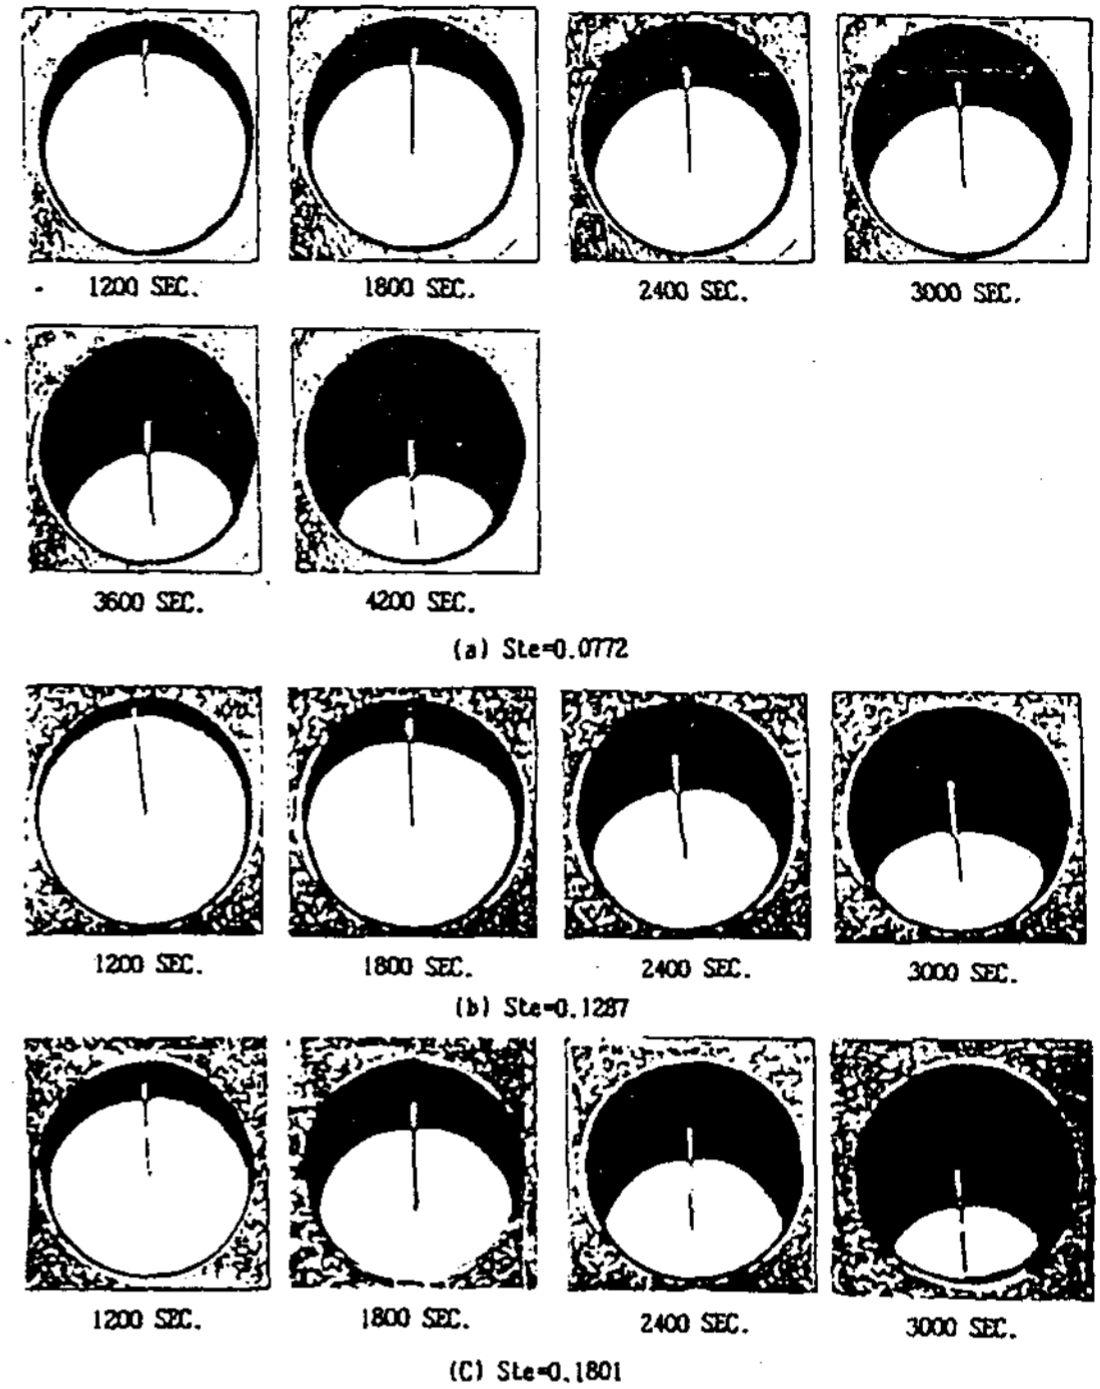 1200 SEC. 1800 SEC. 2400 SEC. 3000 SEC.
3600 SEC. 4200 SEC.
(a) Ste=0.0772
1200 SEC. 1800 SEC. 2400 SEC. 3000 SEC.
(b) Ste=0.1287
1200 SEC. 1800 SEC. 2400 SEC. 3000 SEC.
(C) Ste=0.1801